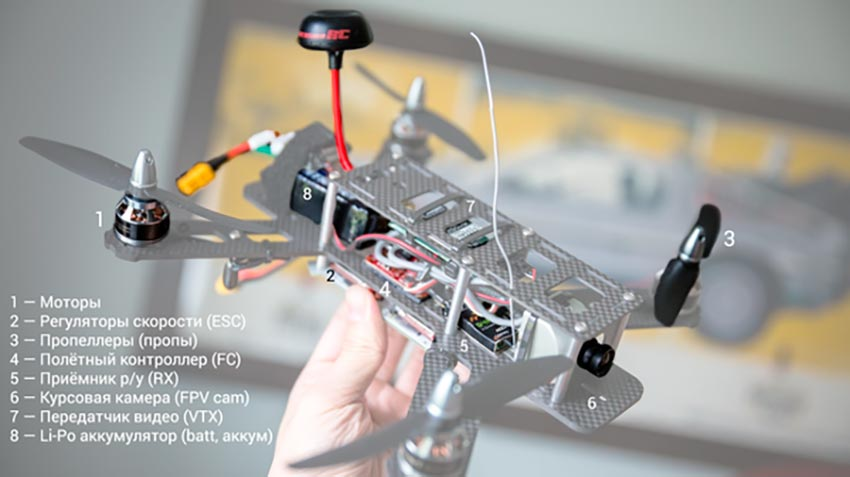 RC
8
7
1
3
2
4
5
6
1 — Моторы
2 — Регуляторы скорости (ESC)
3 — Пропеллеры (пропы)
4 — Полётный контроллер (FC)
5 — Приёмник р/у (RX)
6 — Курсовая камера (FPV cam)
7 — Передатчик видео (VTX)
8 — Li-Po аккумулятор (batt, аккум)